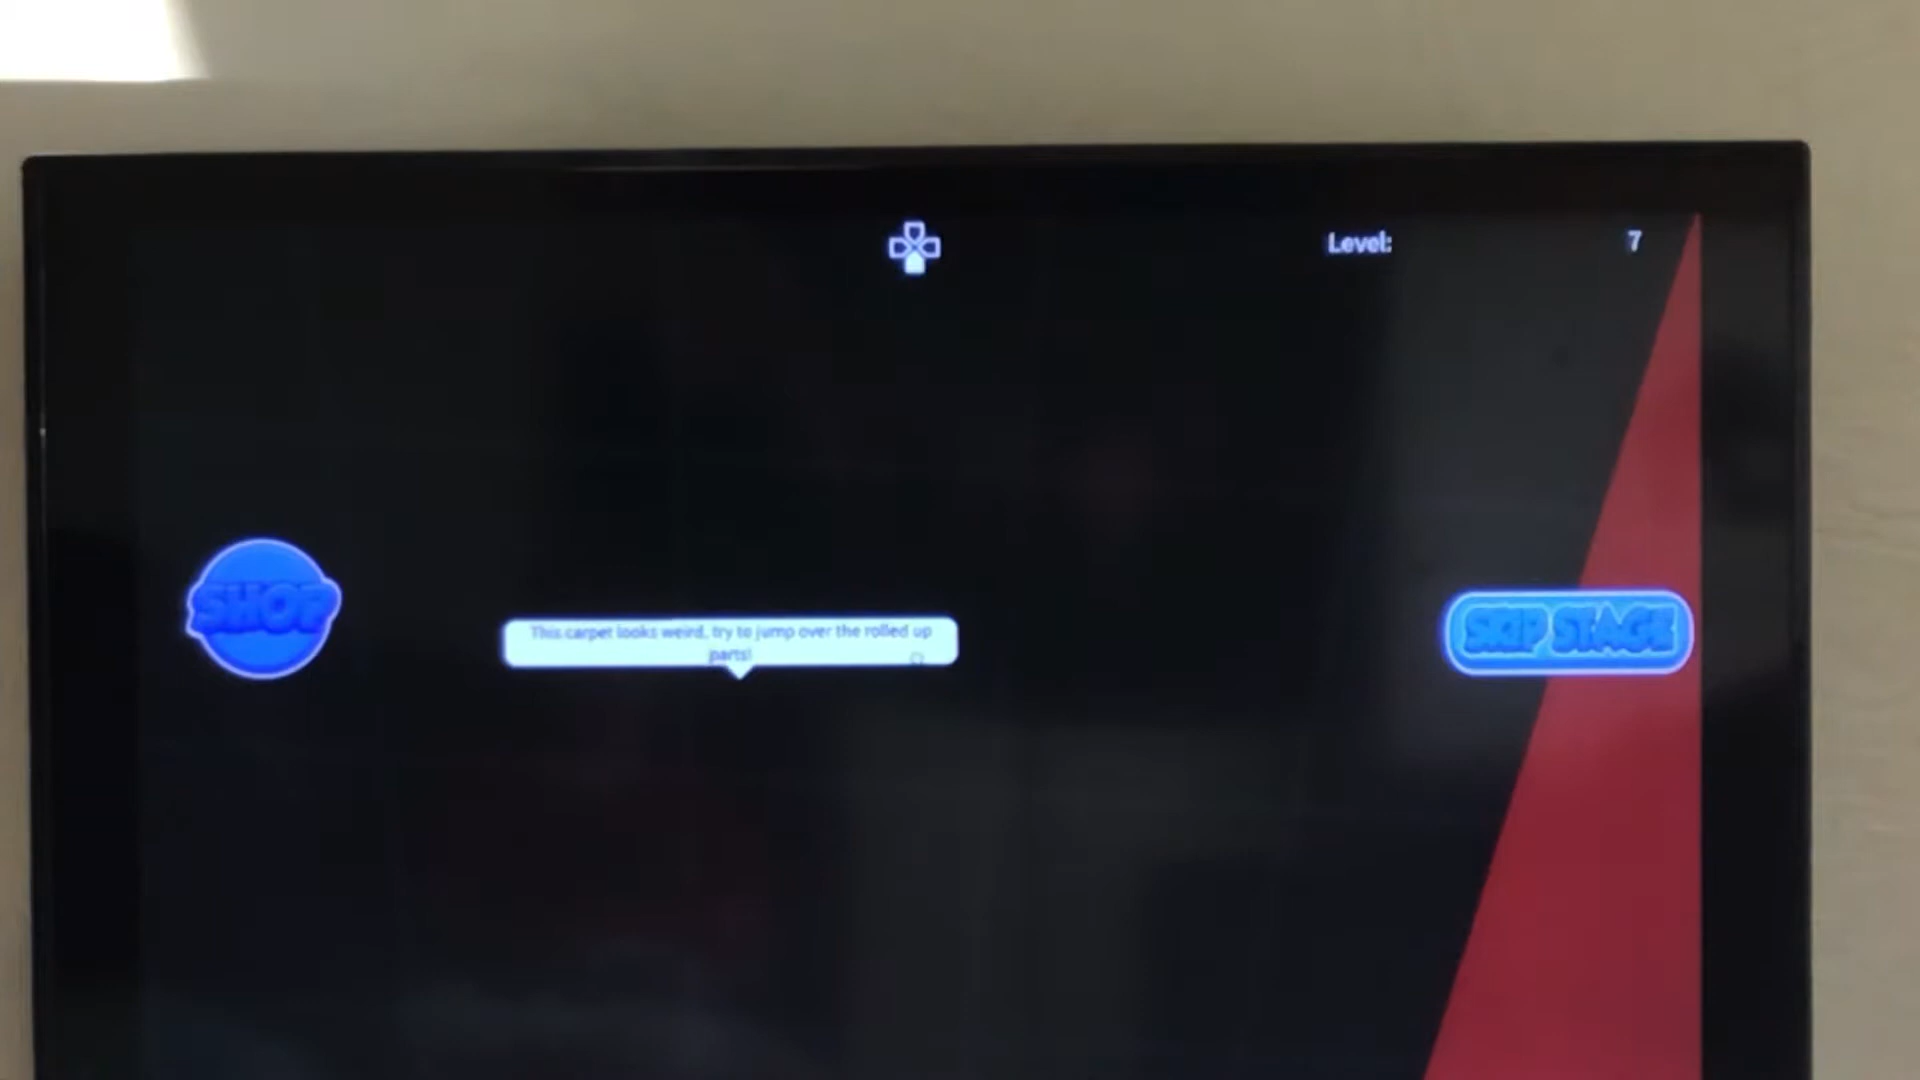 Level: 7
SHOP
This carpet looks weird, try to jump over the rolled up
parts!
SKIP STAGE